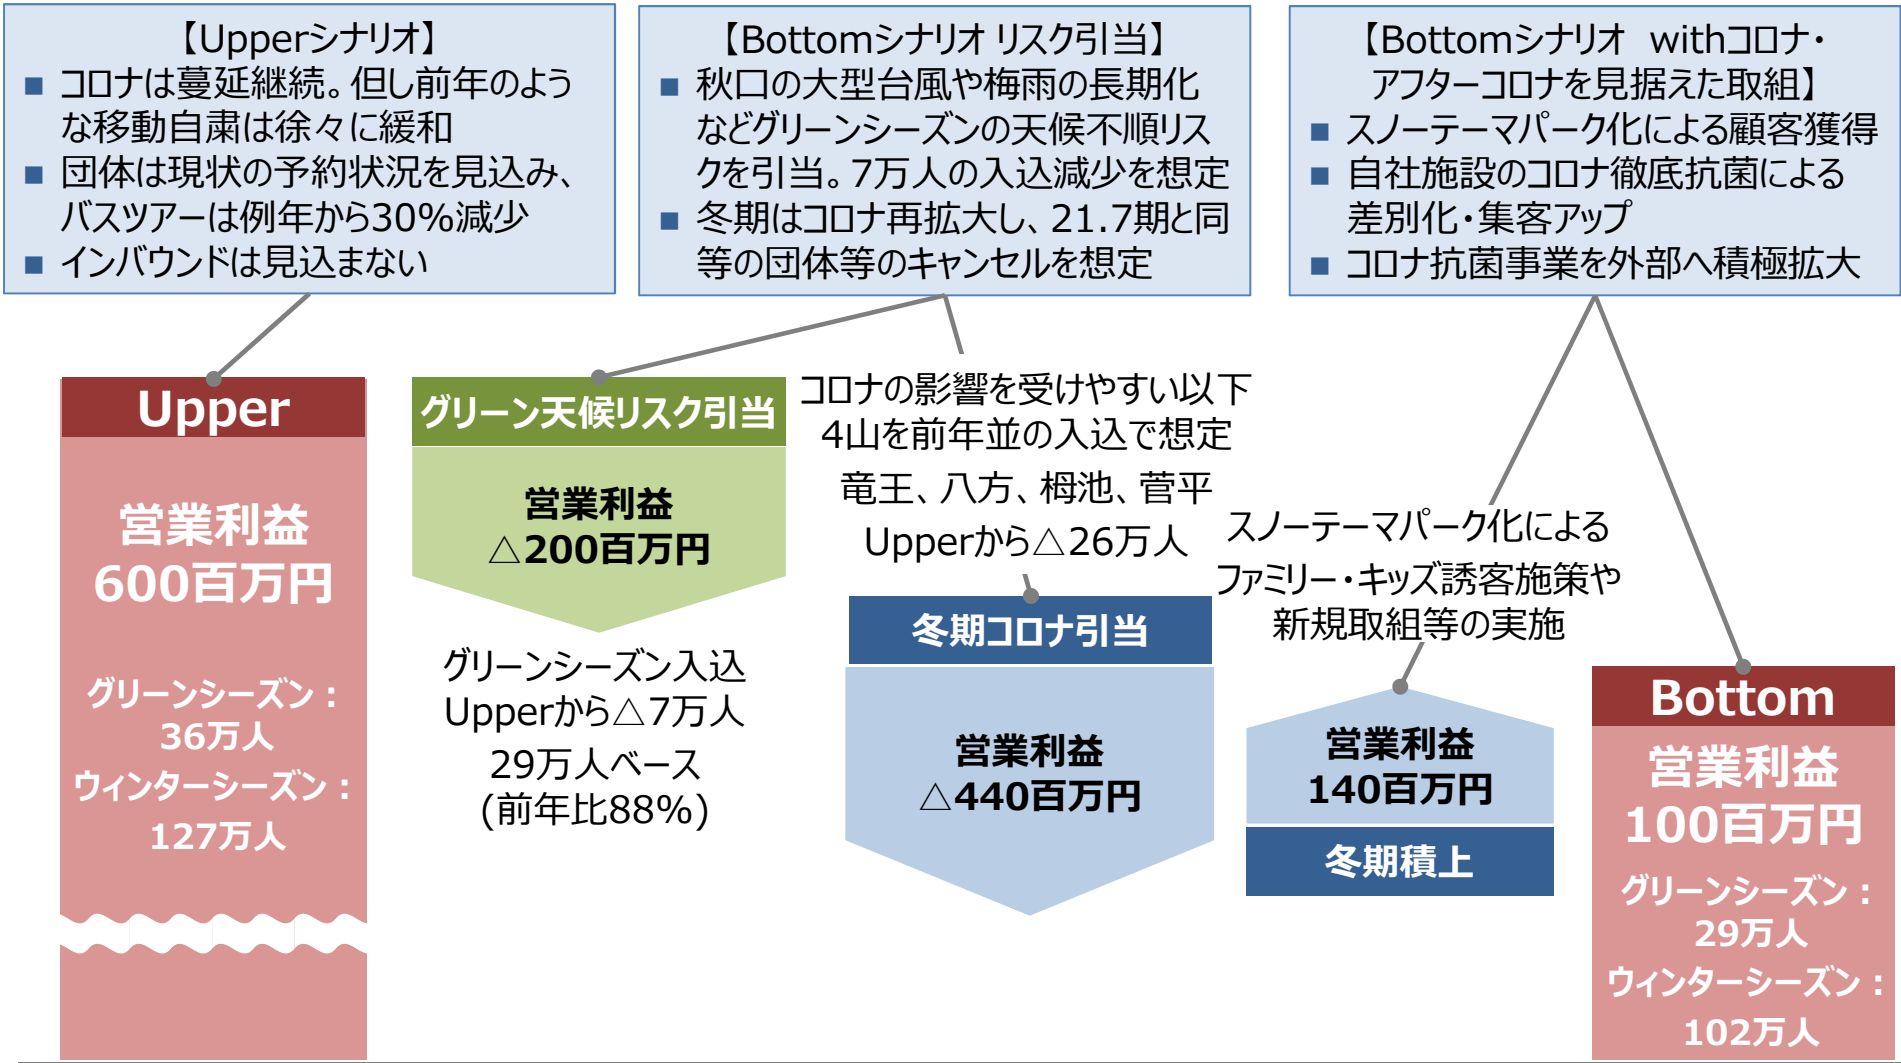 【Upperシナリオ】
■ コロナは蔓延継続。但し前年のよう
な移動自粛は徐々に緩和
■ 団体は現状の予約状況を見込み、
バスツアーは例年から30%減少
■ インバウンドは見込まない
【Bottomシナリオ リスク引当】
■ 秋口の大型台風や梅雨の長期化
などグリーンシーズンの天候不順リス
クを引当。7万人の入込減少を想定
■ 冬期はコロナ再拡大し、21.7期と同
等の団体等のキャンセルを想定
【Bottomシナリオ withコロナ・
アフターコロナを見据えた取組】
■ スノーテーマパーク化による顧客獲得
■ 自社施設のコロナ徹底抗菌による
差別化・集客アップ
■ コロナ抗菌事業を外部へ積極拡大
Upper
営業利益
600百万円
グリーンシーズン：
36万人
ウィンターシーズン：
127万人
グリーン天候リスク引当
営業利益
△200百万円
グリーンシーズン入込
Upperから△7万人
29万人ベース
(前年比88%)
コロナの影響を受けやすい以下
4山を前年並の入込で想定
竜王、八方、栂池、菅平
Upperから△26万人
冬期コロナ引当
営業利益
△440百万円
スノーテーマパーク化による
ファミリー・キッズ誘客施策や
新規取組等の実施
営業利益
140百万円
冬期積上
Bottom
営業利益
100百万円
グリーンシーズン：
29万人
ウィンターシーズン：
102万人